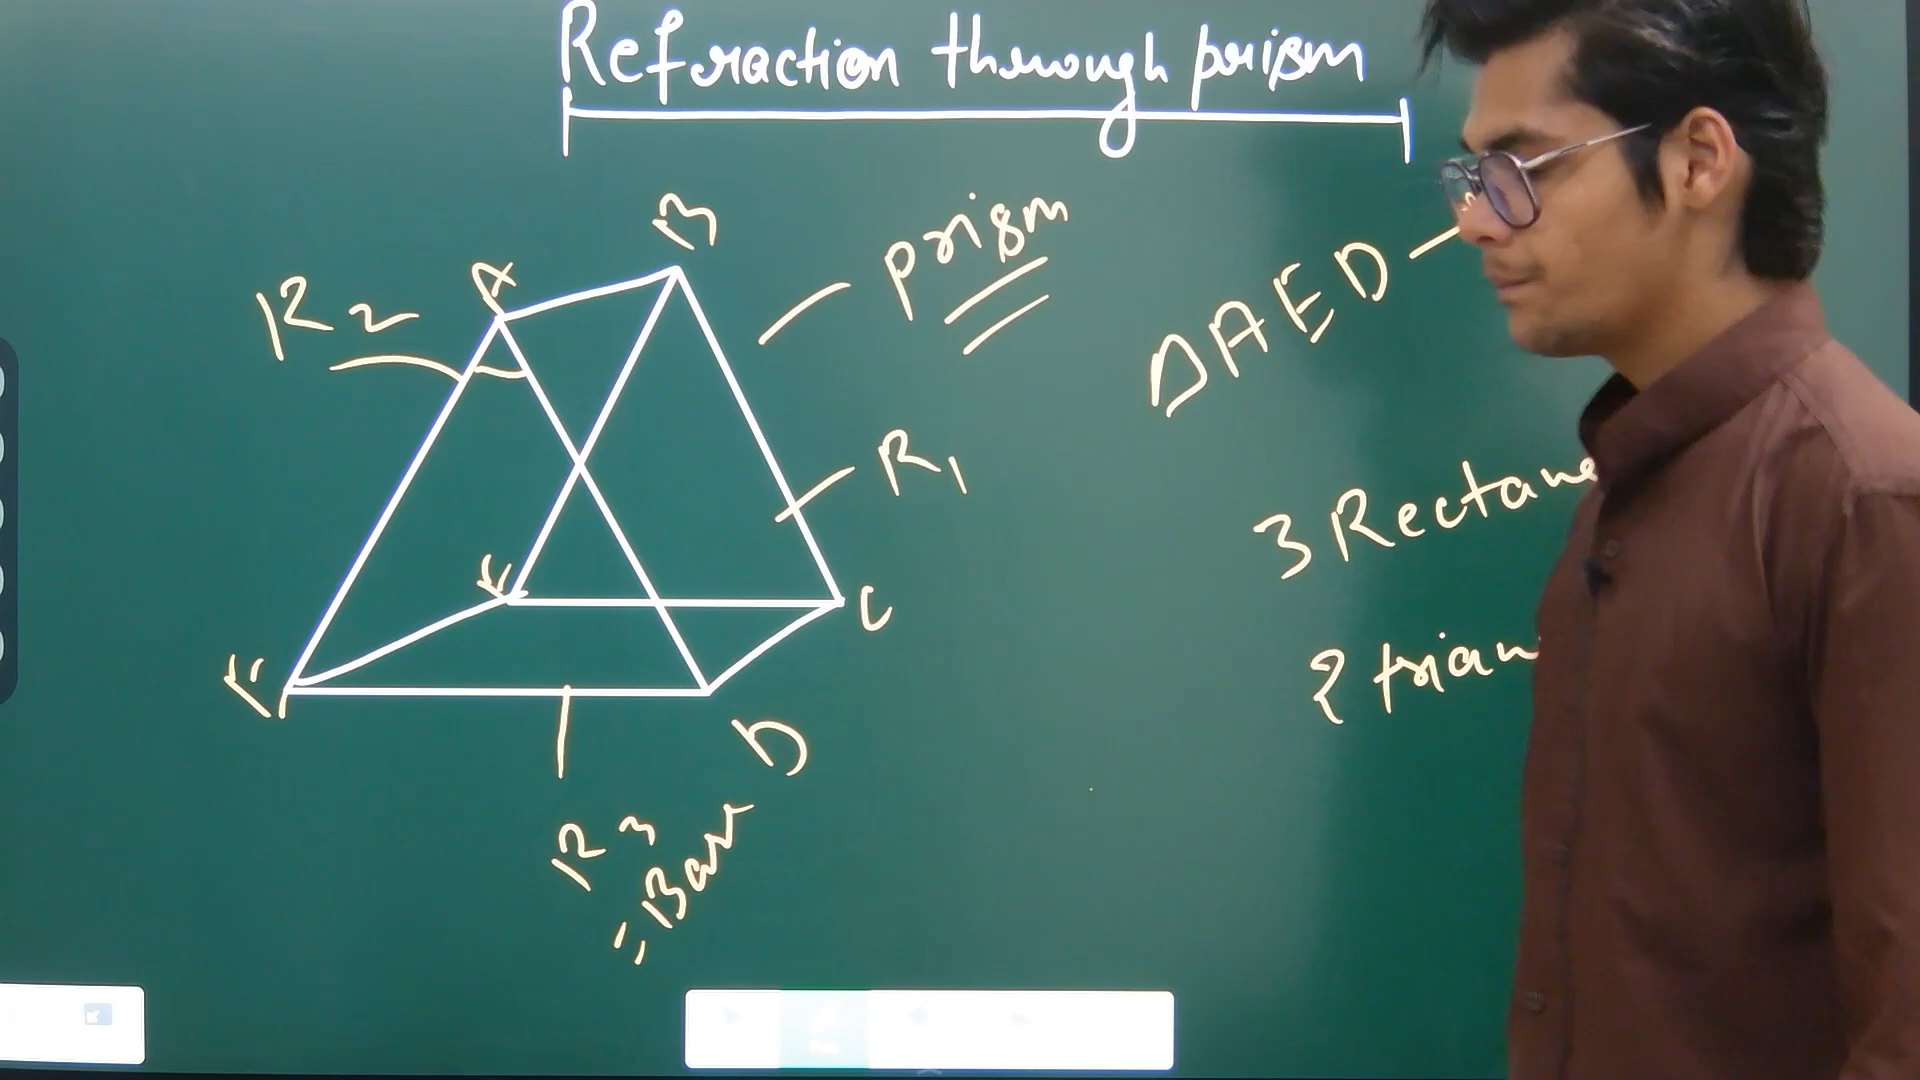 Refraction through prism
B
prism
A
R2
ΔAED
R1
3 Rectan
C
2 trian
D
R3
= Base